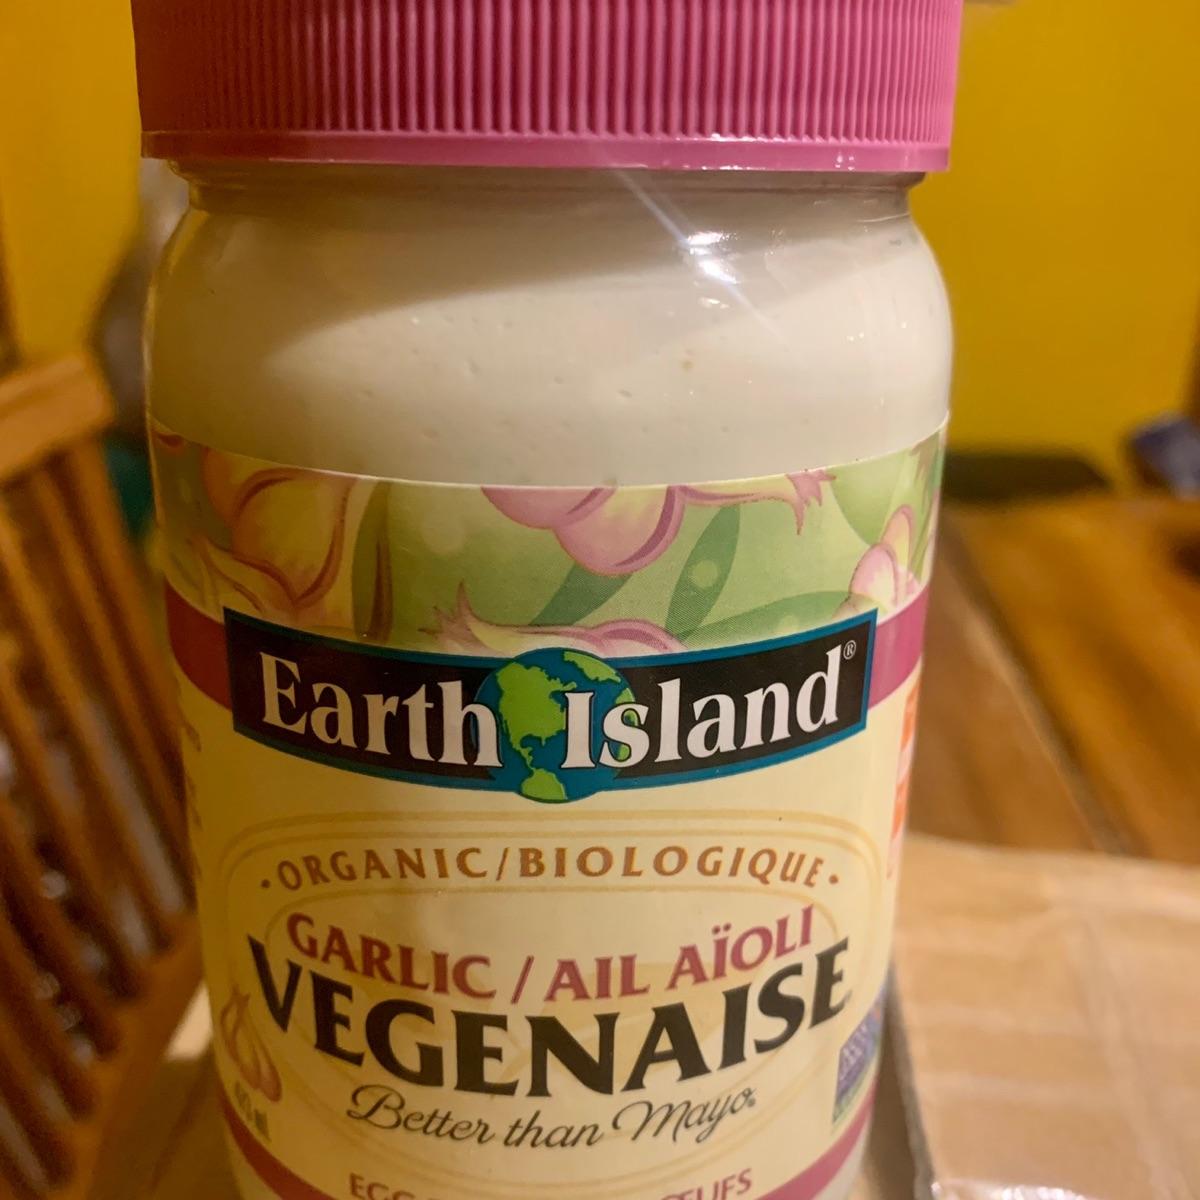 Earth Island®
•ORGANIC/BIOLOGIQUE•
GARLIC / AIL AÏOLI
VEGENAISE
Better than Mayo®